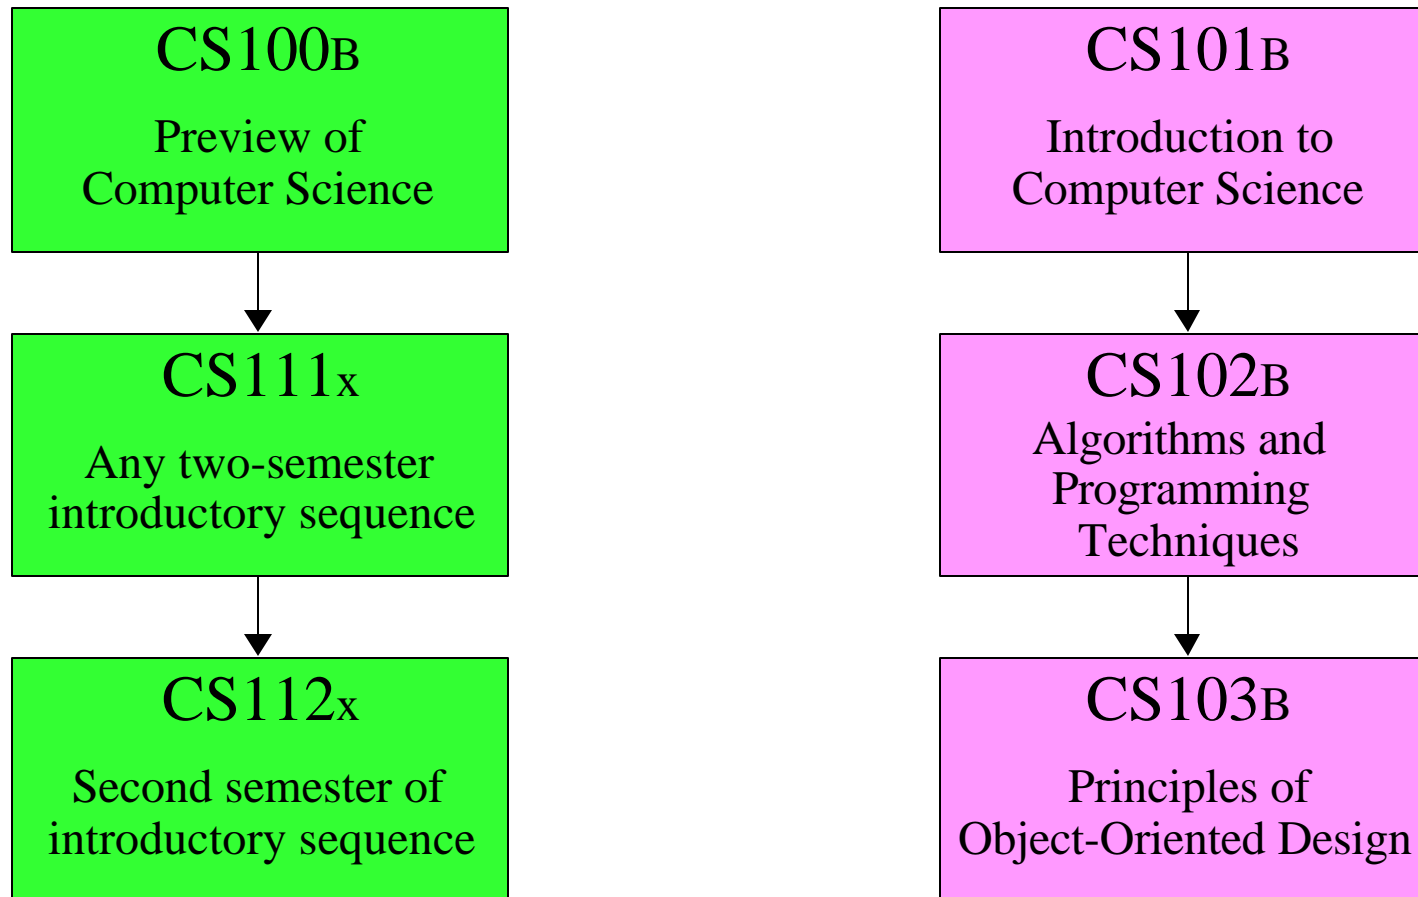 CS100B
Preview of
Computer Science
CS111X
Any two-semester
introductory sequence
CS112X
Second semester of
introductory sequence
CS101B
Introduction to
Computer Science
CS102B
Algorithms and
Programming
Techniques
CS103B
Principles of
Object-Oriented Design